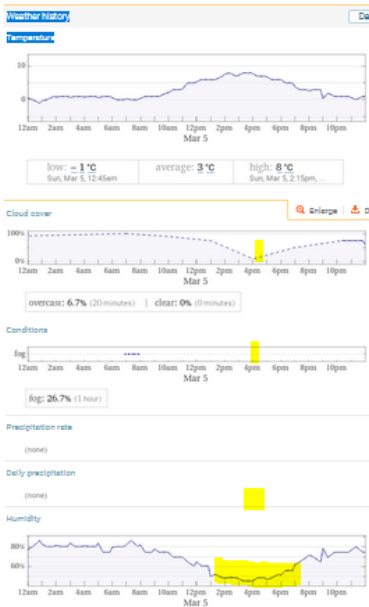 Weather history
De
Temperature
10
0
12am 2am 4am 6am 8am 10am 12pm 2pm 4pm 6pm 8pm 10pm
Mar 5
low: −1°C average: 3°C high: 8°C
Sun, Mar 5, 12:45am Sun, Mar 5, 2:15pm, ...
Cloud cover Enlarge D
100%
0%
12am 2am 4am 6am 8am 10am 12pm 2pm 4pm 6pm 8pm 10pm
Mar 5
overcast: 6.7% (20 minutes) | clear: 0% (0 minutes)
Conditions
fog
12am 2am 4am 6am 8am 10am 12pm 2pm 4pm 6pm 8pm 10pm
Mar 5
fog: 26.7% (1 hour)
Precipitation rate
(none)
Daily precipitation
(none)
Humidity
80%
60%
12am 2am 4am 6am 8am 10am 12pm 2pm 4pm 6pm 8pm 10pm
Mar 5